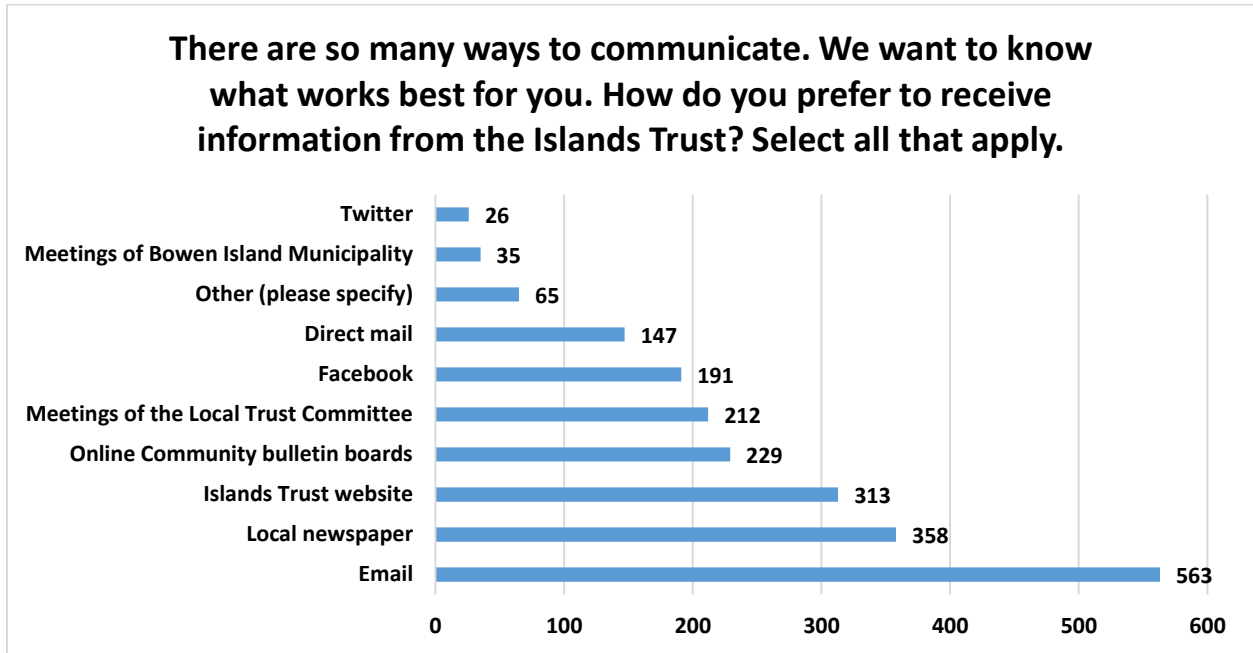 There are so many ways to communicate. We want to know
what works best for you. How do you prefer to receive
information from the Islands Trust? Select all that apply.
Twitter 26
Meetings of Bowen Island Municipality 35
Other (please specify) 65
Direct mail 147
Facebook 191
Meetings of the Local Trust Committee 212
Online Community bulletin boards 229
Islands Trust website 313
Local newspaper 358
Email 563
0 100 200 300 400 500 600